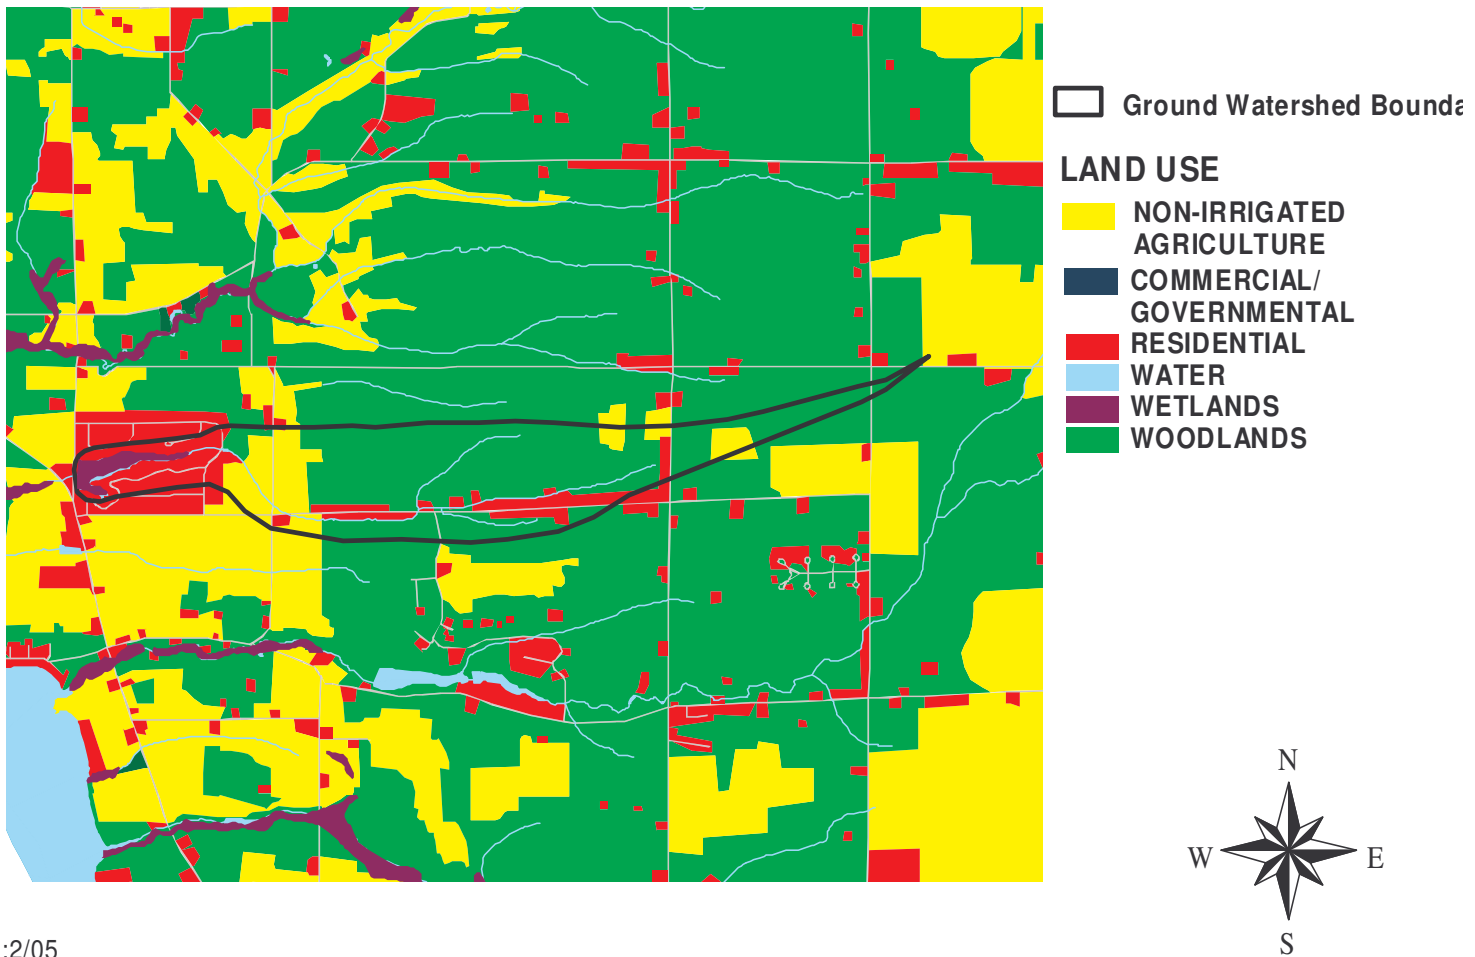 Ground Watershed Bounda
LAND USE
NON-IRRIGATED
AGRICULTURE
COMMERCIAL/
GOVERNMENTAL
RESIDENTIAL
WATER
WETLANDS
WOODLANDS
N
W E
S
:2/05